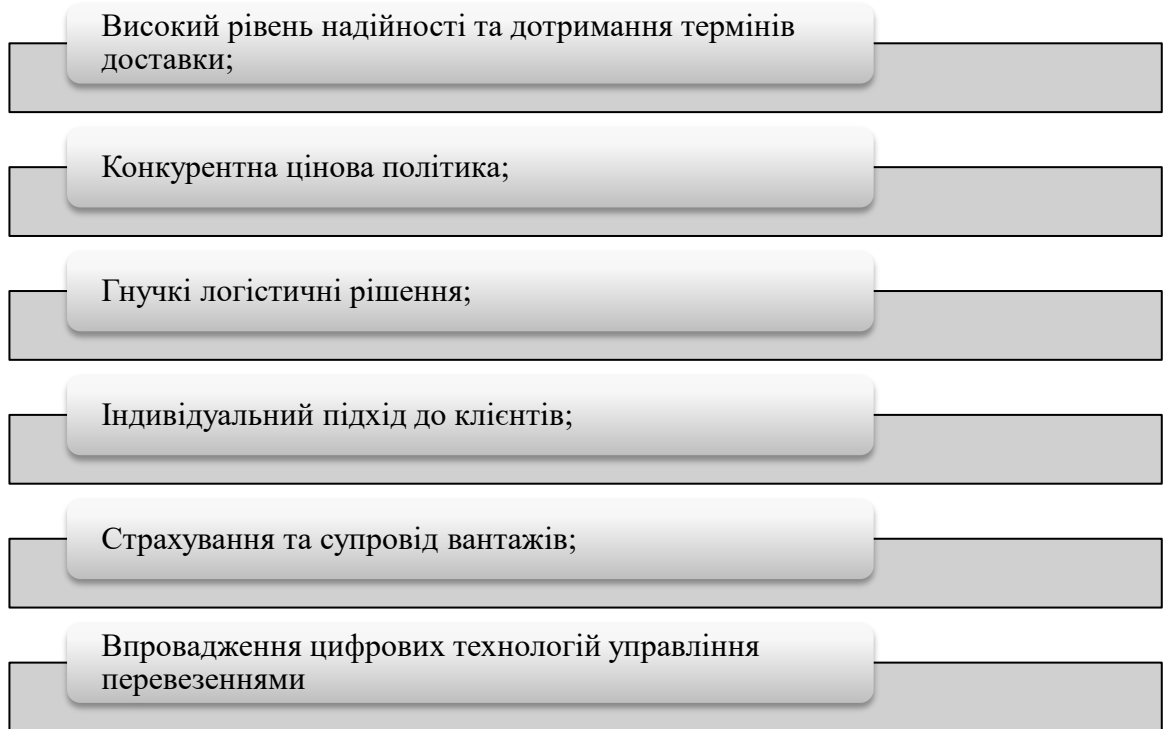 Високий рівень надійності та дотримання термінів
доставки;
Конкурентна цінова політика;
Гнучкі логістичні рішення;
Індивідуальний підхід до клієнтів;
Страхування та супровід вантажів;
Впровадження цифрових технологій управління
перевезеннями